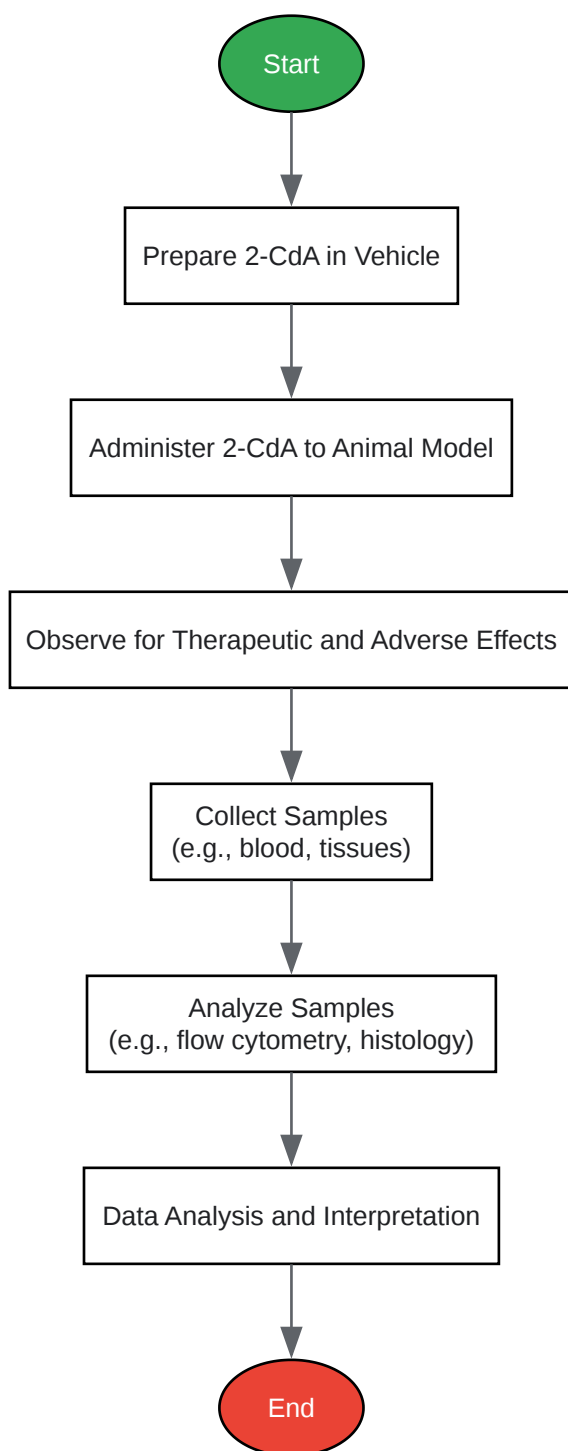 Start
Prepare 2-CdA in Vehicle
Administer 2-CdA to Animal Model
Observe for Therapeutic and Adverse Effects
Collect Samples
(e.g., blood, tissues)
Analyze Samples
(e.g., flow cytometry, histology)
Data Analysis and Interpretation
End